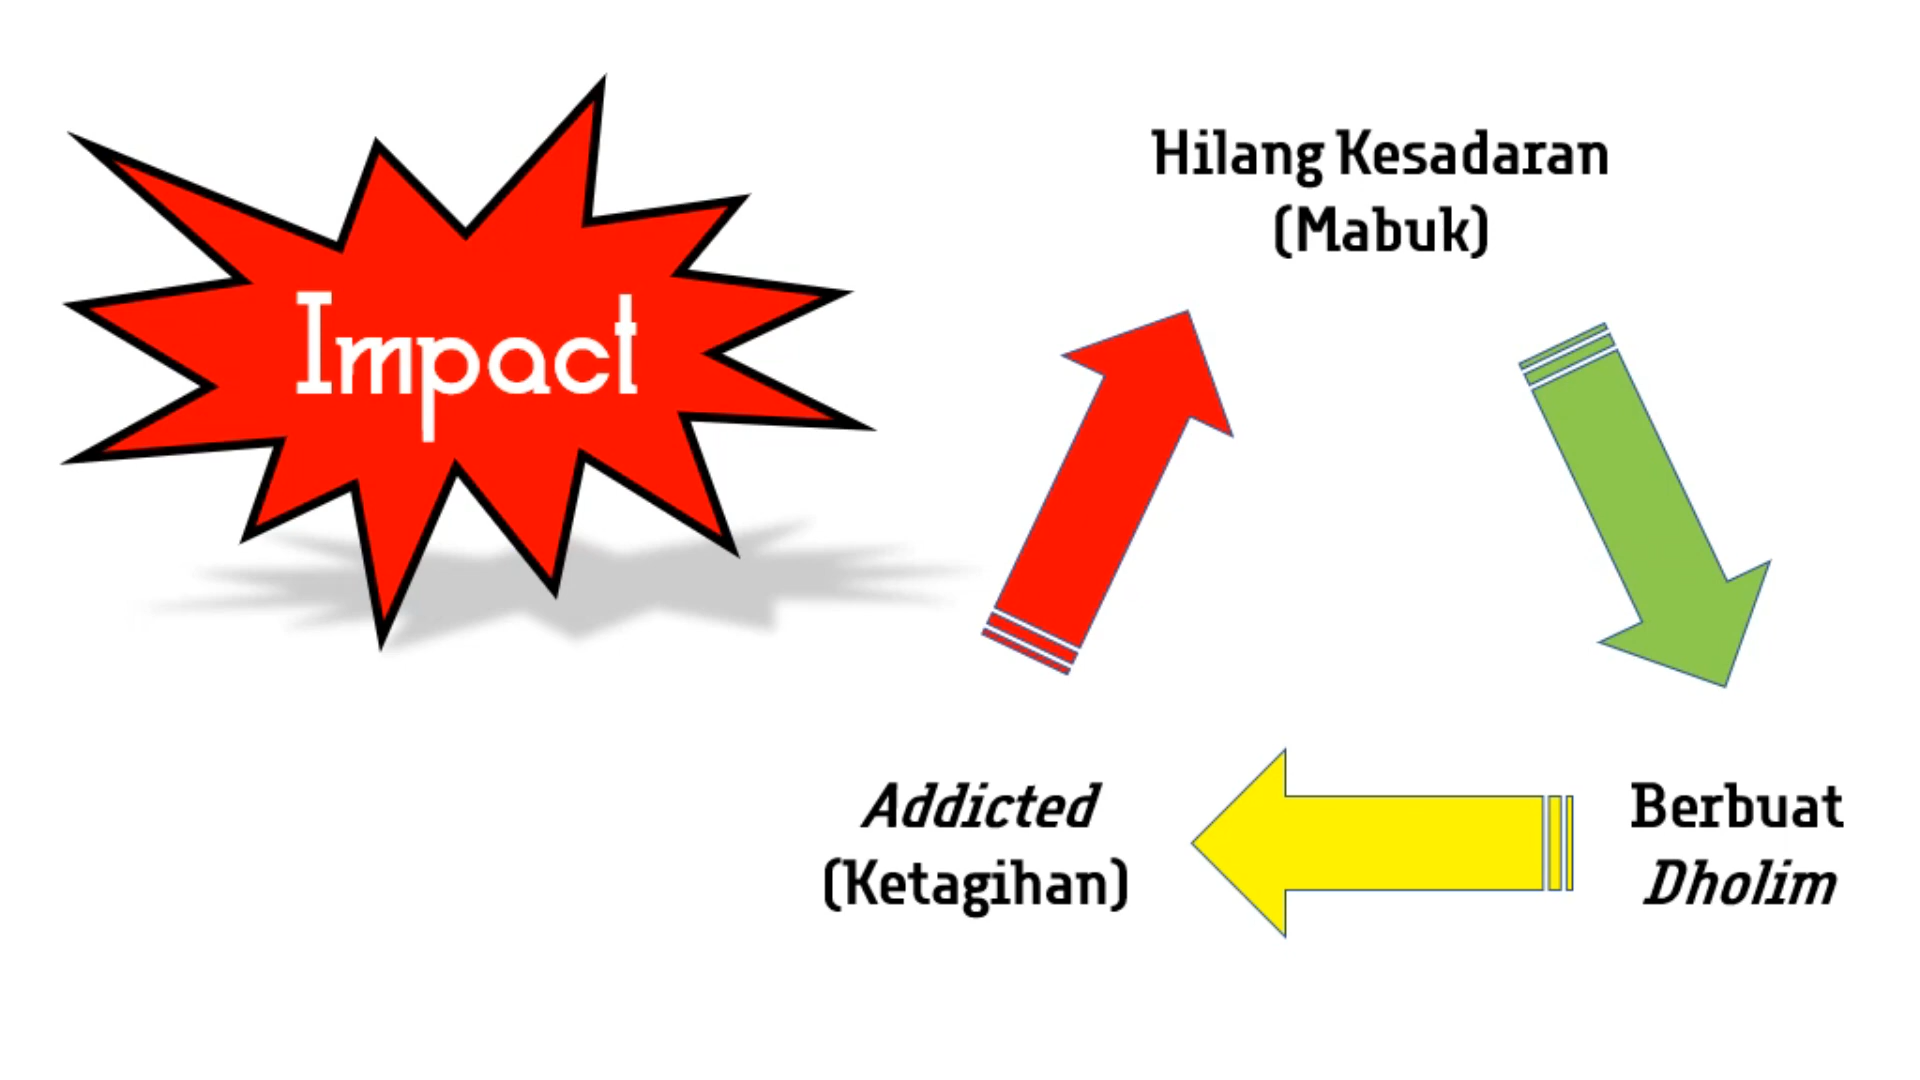 Impact
Hilang Kesadaran
(Mabuk)
Berbuat
Dholim
Addicted
(Ketagihan)